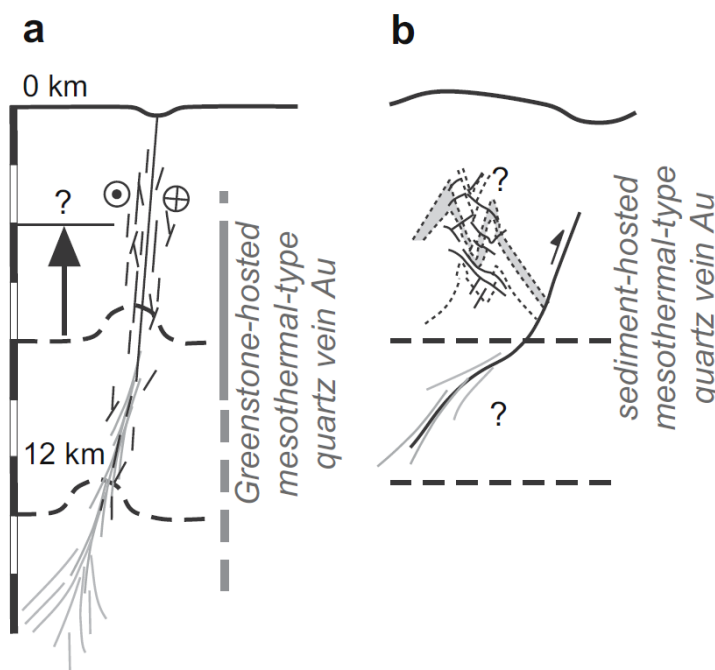 a
b
0 km
?
12 km
Greenstone-hosted
mesothermal-type
quartz vein Au
?
?
sediment-hosted
mesothermal-type
quartz vein Au